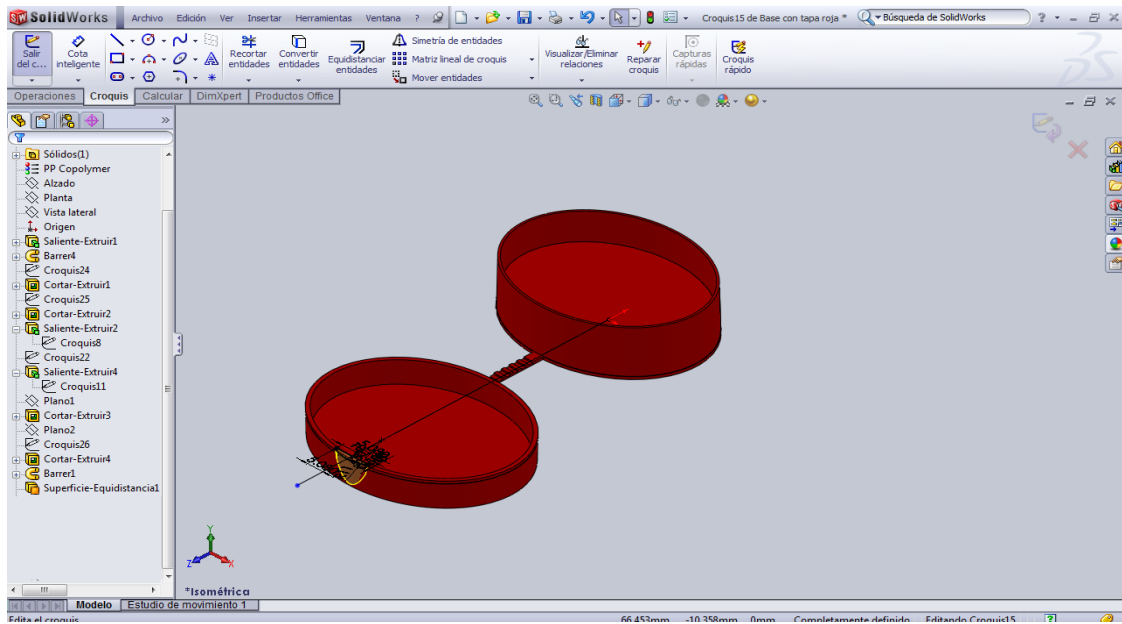 SolidWorks Archivo Edición Ver Insertar Herramientas Ventana ? Croquis15 de Base con tapa roja * Búsqueda de SolidWorks ?
Salir del c...
Cota inteligente
Recortar entidades
Convertir entidades
Equidistanciar entidades
Simetría de entidades
Matriz lineal de croquis
Mover entidades
Visualizar/Eliminar relaciones
Reparar croquis
Capturas rápidas
Croquis rápido
Operaciones Croquis Calcular DimXpert Productos Office
Sólidos(1)
PP Copolymer
Alzado
Planta
Vista lateral
Origen
Saliente-Extruir1
Barrer4
Croquis24
Cortar-Extruir1
Croquis25
Cortar-Extruir2
Saliente-Extruir2
Croquis8
Croquis22
Saliente-Extruir4
Croquis11
Plano1
Cortar-Extruir3
Plano2
Croquis26
Cortar-Extruir4
Barrer1
Superficie-Equidistancia1
Y
Z
X
*Isométrica
Modelo Estudio de movimiento 1
Edita el croquis. 66.453mm -10.358mm 0mm Completamente definido Editando Croquis15